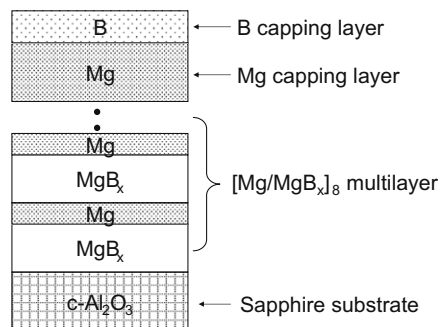 B
B capping layer
Mg
Mg capping layer
Mg
MgBₓ
[Mg/MgBₓ]₈ multilayer
Mg
MgBₓ
c-Al₂O₃
Sapphire substrate